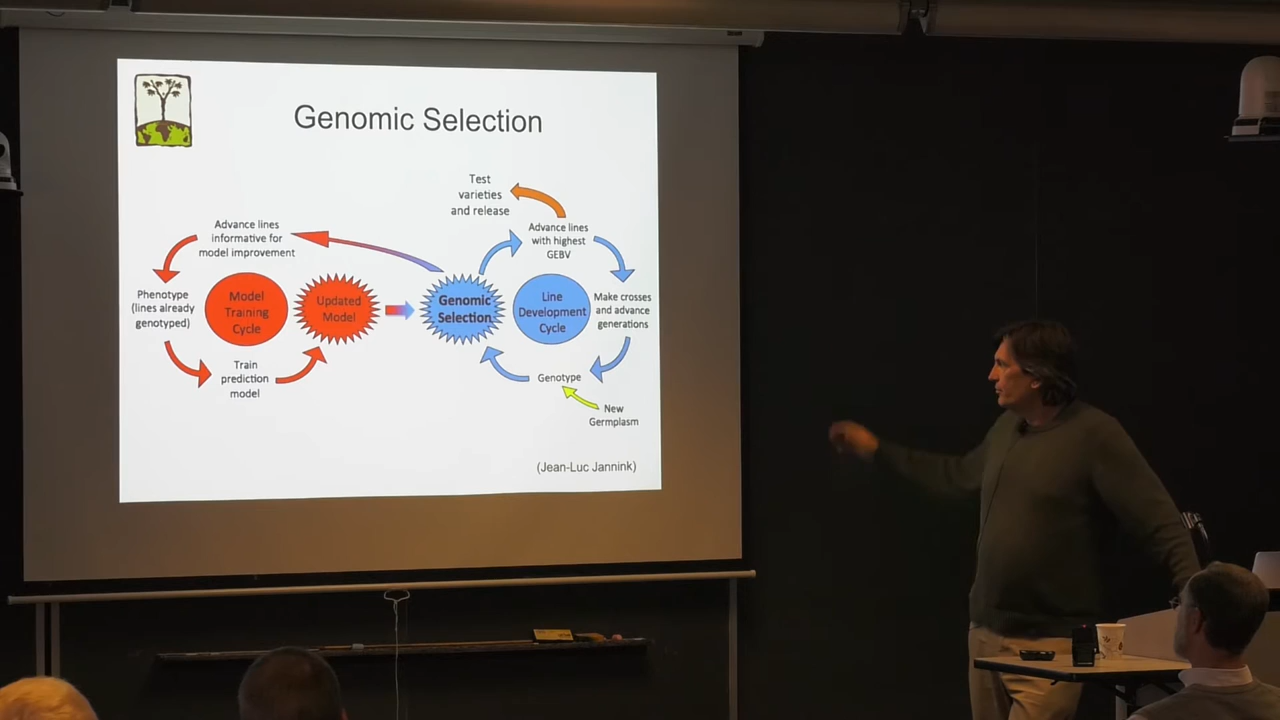 Genomic Selection
Test
varieties
and release
Advance lines
informative for
model improvement
Advance lines
with highest
GEBV
Phenotype
(lines already
genotyped)
Model
Training
Cycle
Updated
Model
Genomic
Selection
Line
Development
Cycle
Make crosses
and advance
generations
Train
prediction
model
Genotype
New
Germplasm
(Jean-Luc Jannink)